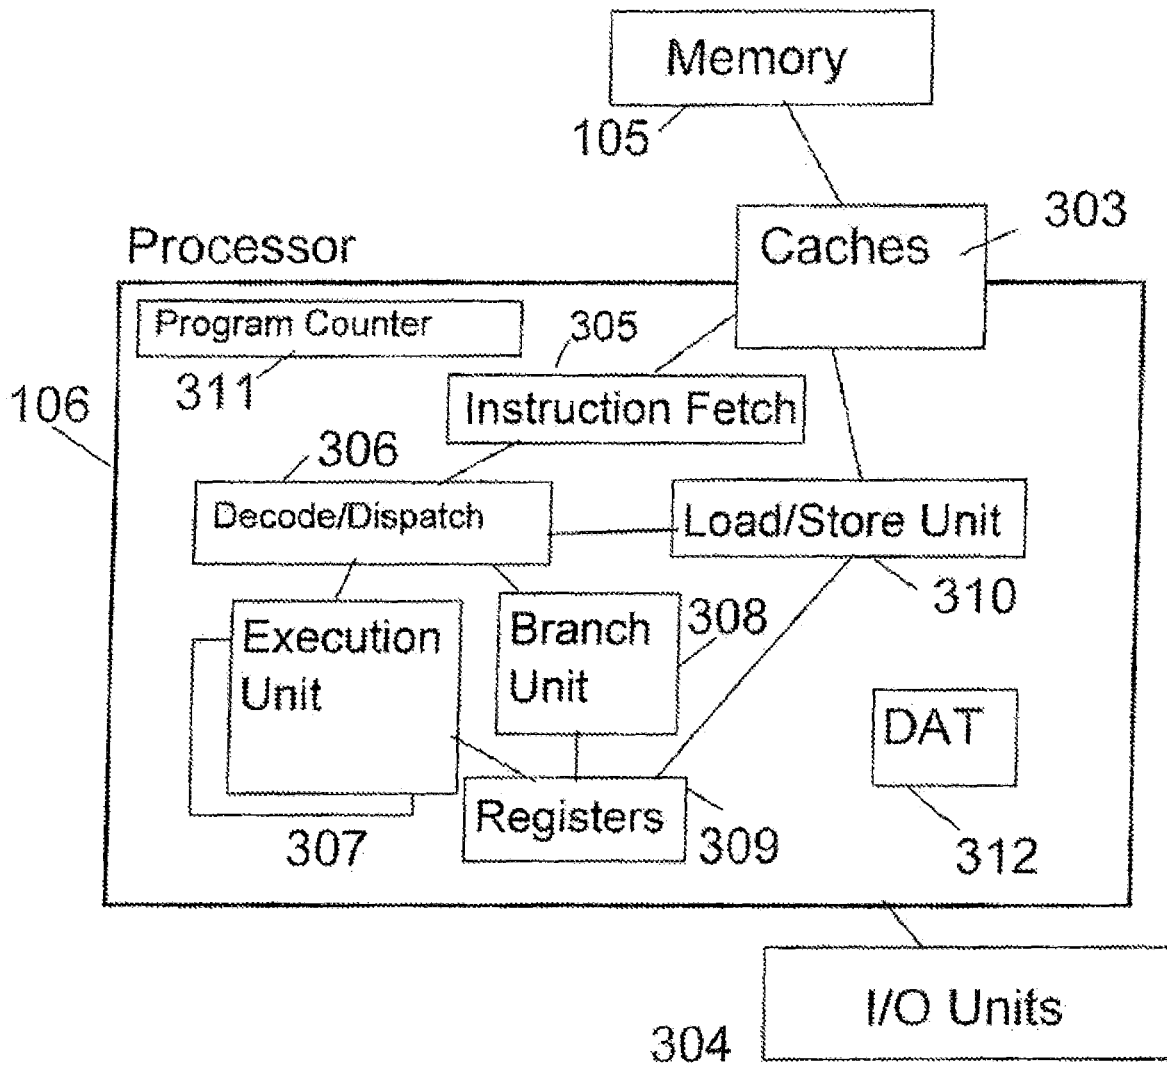 Memory
105
303
Caches
Processor
Program Counter
305
311
Instruction Fetch
106
306
Decode/Dispatch
Load/Store Unit
310
308
Execution
Unit
Branch
Unit
DAT
Registers
307
309
312
I/O Units
304